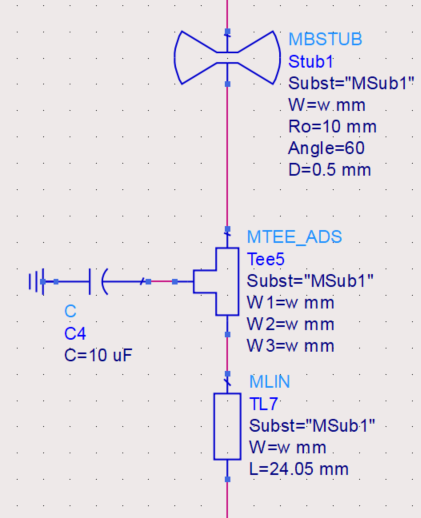 MBSTUB
Stub1
Subst="MSub1"
W=w mm
Ro=10 mm
Angle=60
D=0.5 mm
MTEE_ADS
Tee5
Subst="MSub1"
W1=w mm
W2=w mm
W3=w mm
C
C4
C=10 uF
MLIN
TL7
Subst="MSub1"
W=w mm
L=24.05 mm